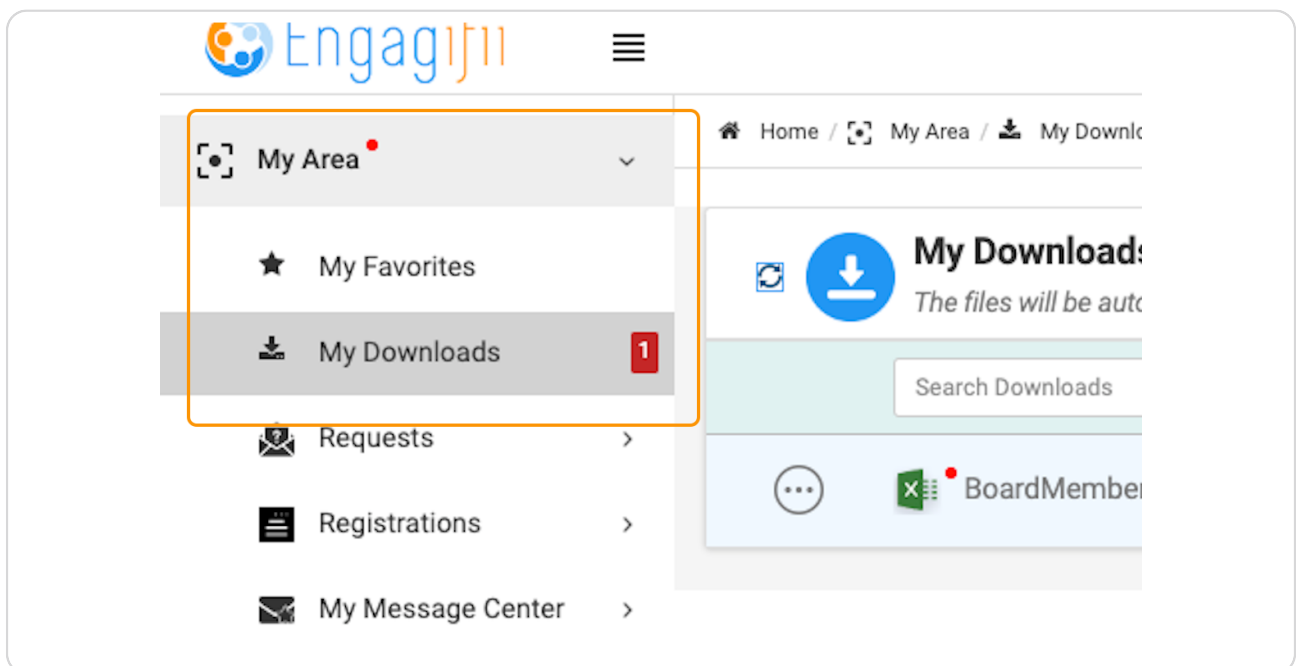 Engagifii
My Area
My Favorites
My Downloads 1
Requests
Registrations
My Message Center
Home / My Area / My Downlo
My Downloads
The files will be auto
Search Downloads
BoardMember